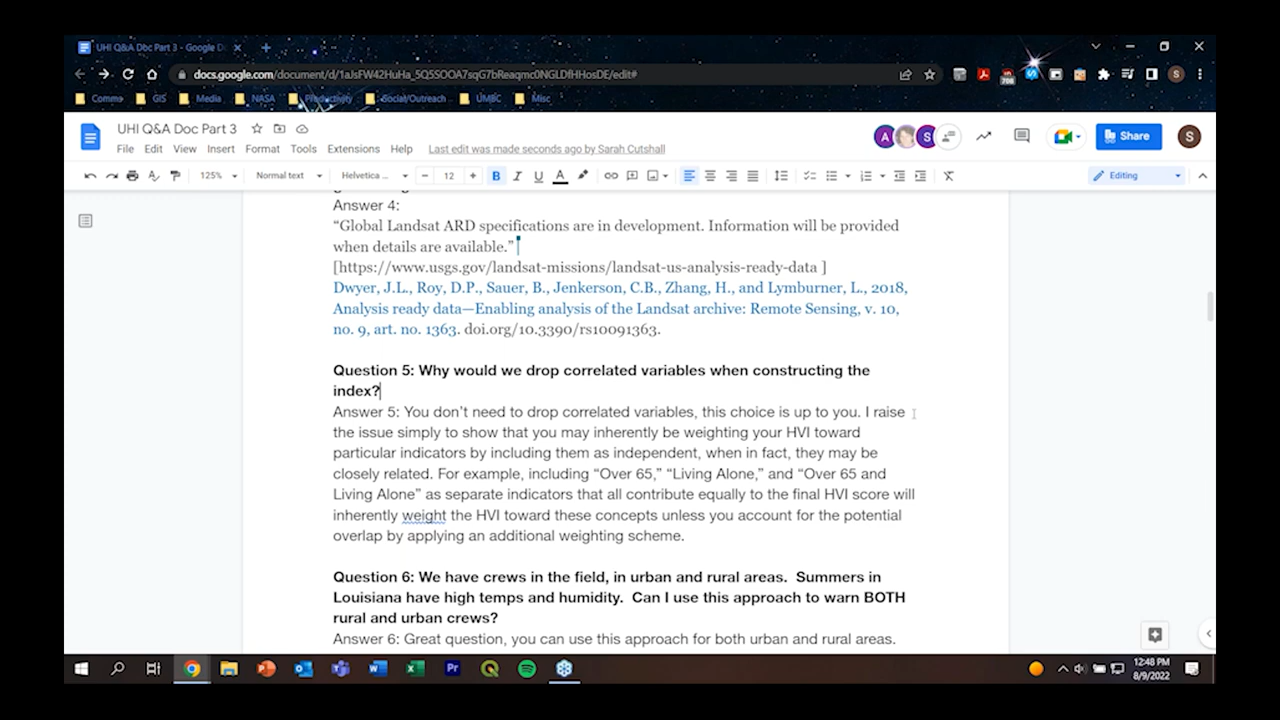 UHI Q&A Doc Part 3 - Google D
docs.google.com/document/d/1aJsFW42HuHa_5Q5SOOA7sqG7bReaqmc0NGLDfHHosDE/edit#
708
S
Comms GIS Media NASA Productivity Social/Outreach UMBC Misc
UHI Q&A Doc Part 3
A S Share S
File Edit View Insert Format Tools Extensions Help Last edit was made seconds ago by Sarah Cutshall
125% Normal text Helvetica ... 12 B I U A Editing
Answer 4:
“Global Landsat ARD specifications are in development. Information will be provided
when details are available.”
[https://www.usgs.gov/landsat-missions/landsat-us-analysis-ready-data ]
Dwyer, J.L., Roy, D.P., Sauer, B., Jenkerson, C.B., Zhang, H., and Lymburner, L., 2018,
Analysis ready data—Enabling analysis of the Landsat archive: Remote Sensing, v. 10,
no. 9, art. no. 1363. doi.org/10.3390/rs10091363.
Question 5: Why would we drop correlated variables when constructing the
index?
Answer 5: You don’t need to drop correlated variables, this choice is up to you. I raise
the issue simply to show that you may inherently be weighting your HVI toward
particular indicators by including them as independent, when in fact, they may be
closely related. For example, including “Over 65,” “Living Alone,” and “Over 65 and
Living Alone” as separate indicators that all contribute equally to the final HVI score will
inherently weight the HVI toward these concepts unless you account for the potential
overlap by applying an additional weighting scheme.
Question 6: We have crews in the field, in urban and rural areas.  Summers in
Louisiana have high temps and humidity.  Can I use this approach to warn BOTH
rural and urban crews?
Answer 6: Great question, you can use this approach for both urban and rural areas.
12:48 PM
8/9/2022